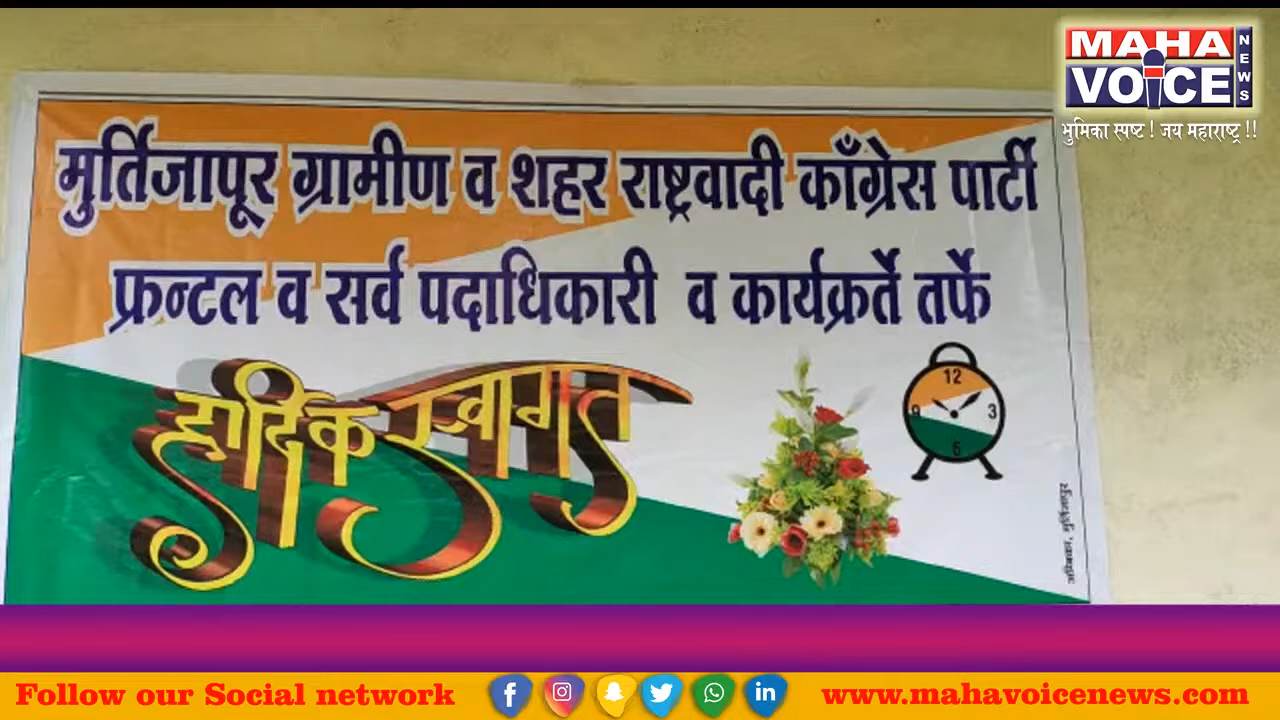 MAHA
VOICE
NEWS
भुमिका स्पष्ट ! जय महाराष्ट्र !!
मुर्तिजापूर ग्रामीण व शहर राष्ट्रवादी काँग्रेस पार्टी
फ्रन्टल व सर्व पदाधिकारी व कार्यक्रर्ते तर्फे
हार्दिक स्वागत
12
9 3
6
Follow our Social network
www.mahavoicenews.com